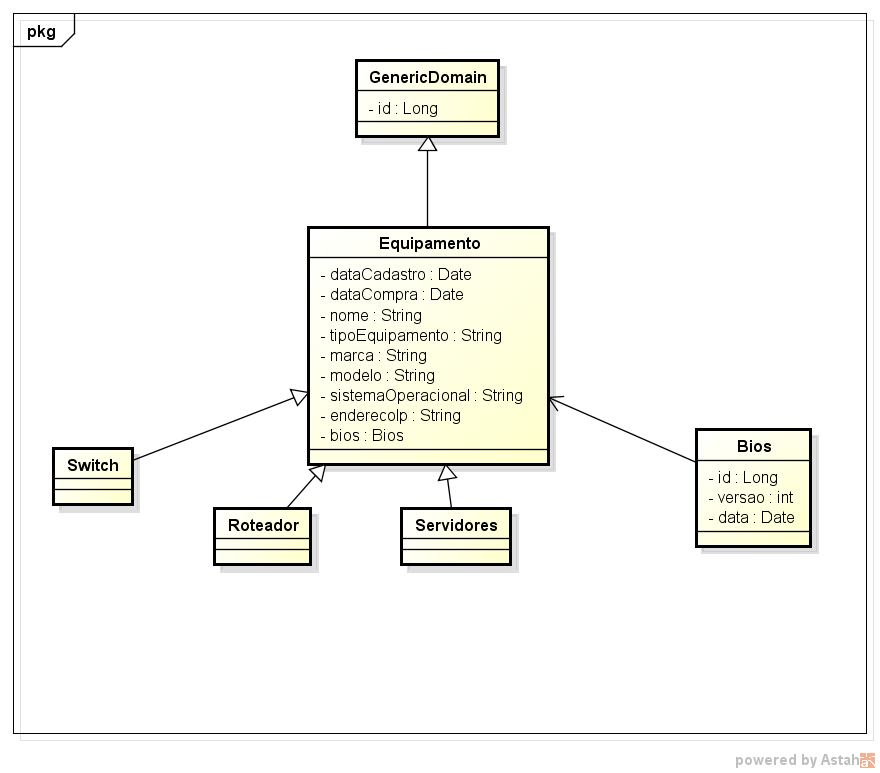 pkg
GenericDomain
- id : Long
Equipamento
- dataCadastro : Date
- dataCompra : Date
- nome : String
- tipoEquipamento : String
- marca : String
- modelo : String
- sistemaOperacional : String
- enderecoIp : String
- bios : Bios
Switch
Roteador
Servidores
Bios
- id : Long
- versao : int
- data : Date
powered by Astah